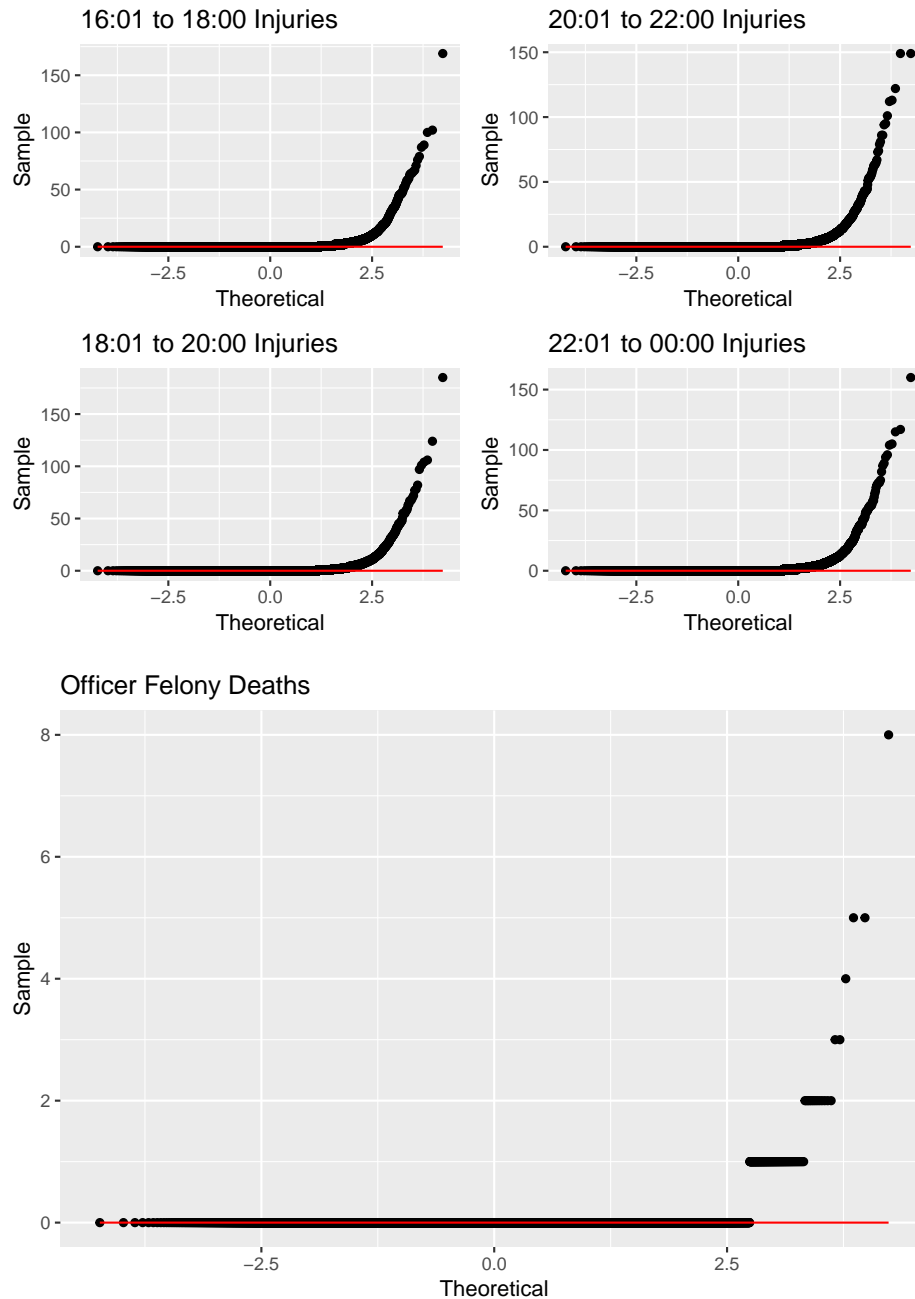 16:01 to 18:00 Injuries
150
100
50
0
Sample
−2.5 0.0 2.5
Theoretical
20:01 to 22:00 Injuries
150
100
50
0
Sample
−2.5 0.0 2.5
Theoretical
18:01 to 20:00 Injuries
150
100
50
0
Sample
−2.5 0.0 2.5
Theoretical
22:01 to 00:00 Injuries
150
100
50
0
Sample
−2.5 0.0 2.5
Theoretical
Officer Felony Deaths
8
6
4
2
0
Sample
−2.5 0.0 2.5
Theoretical